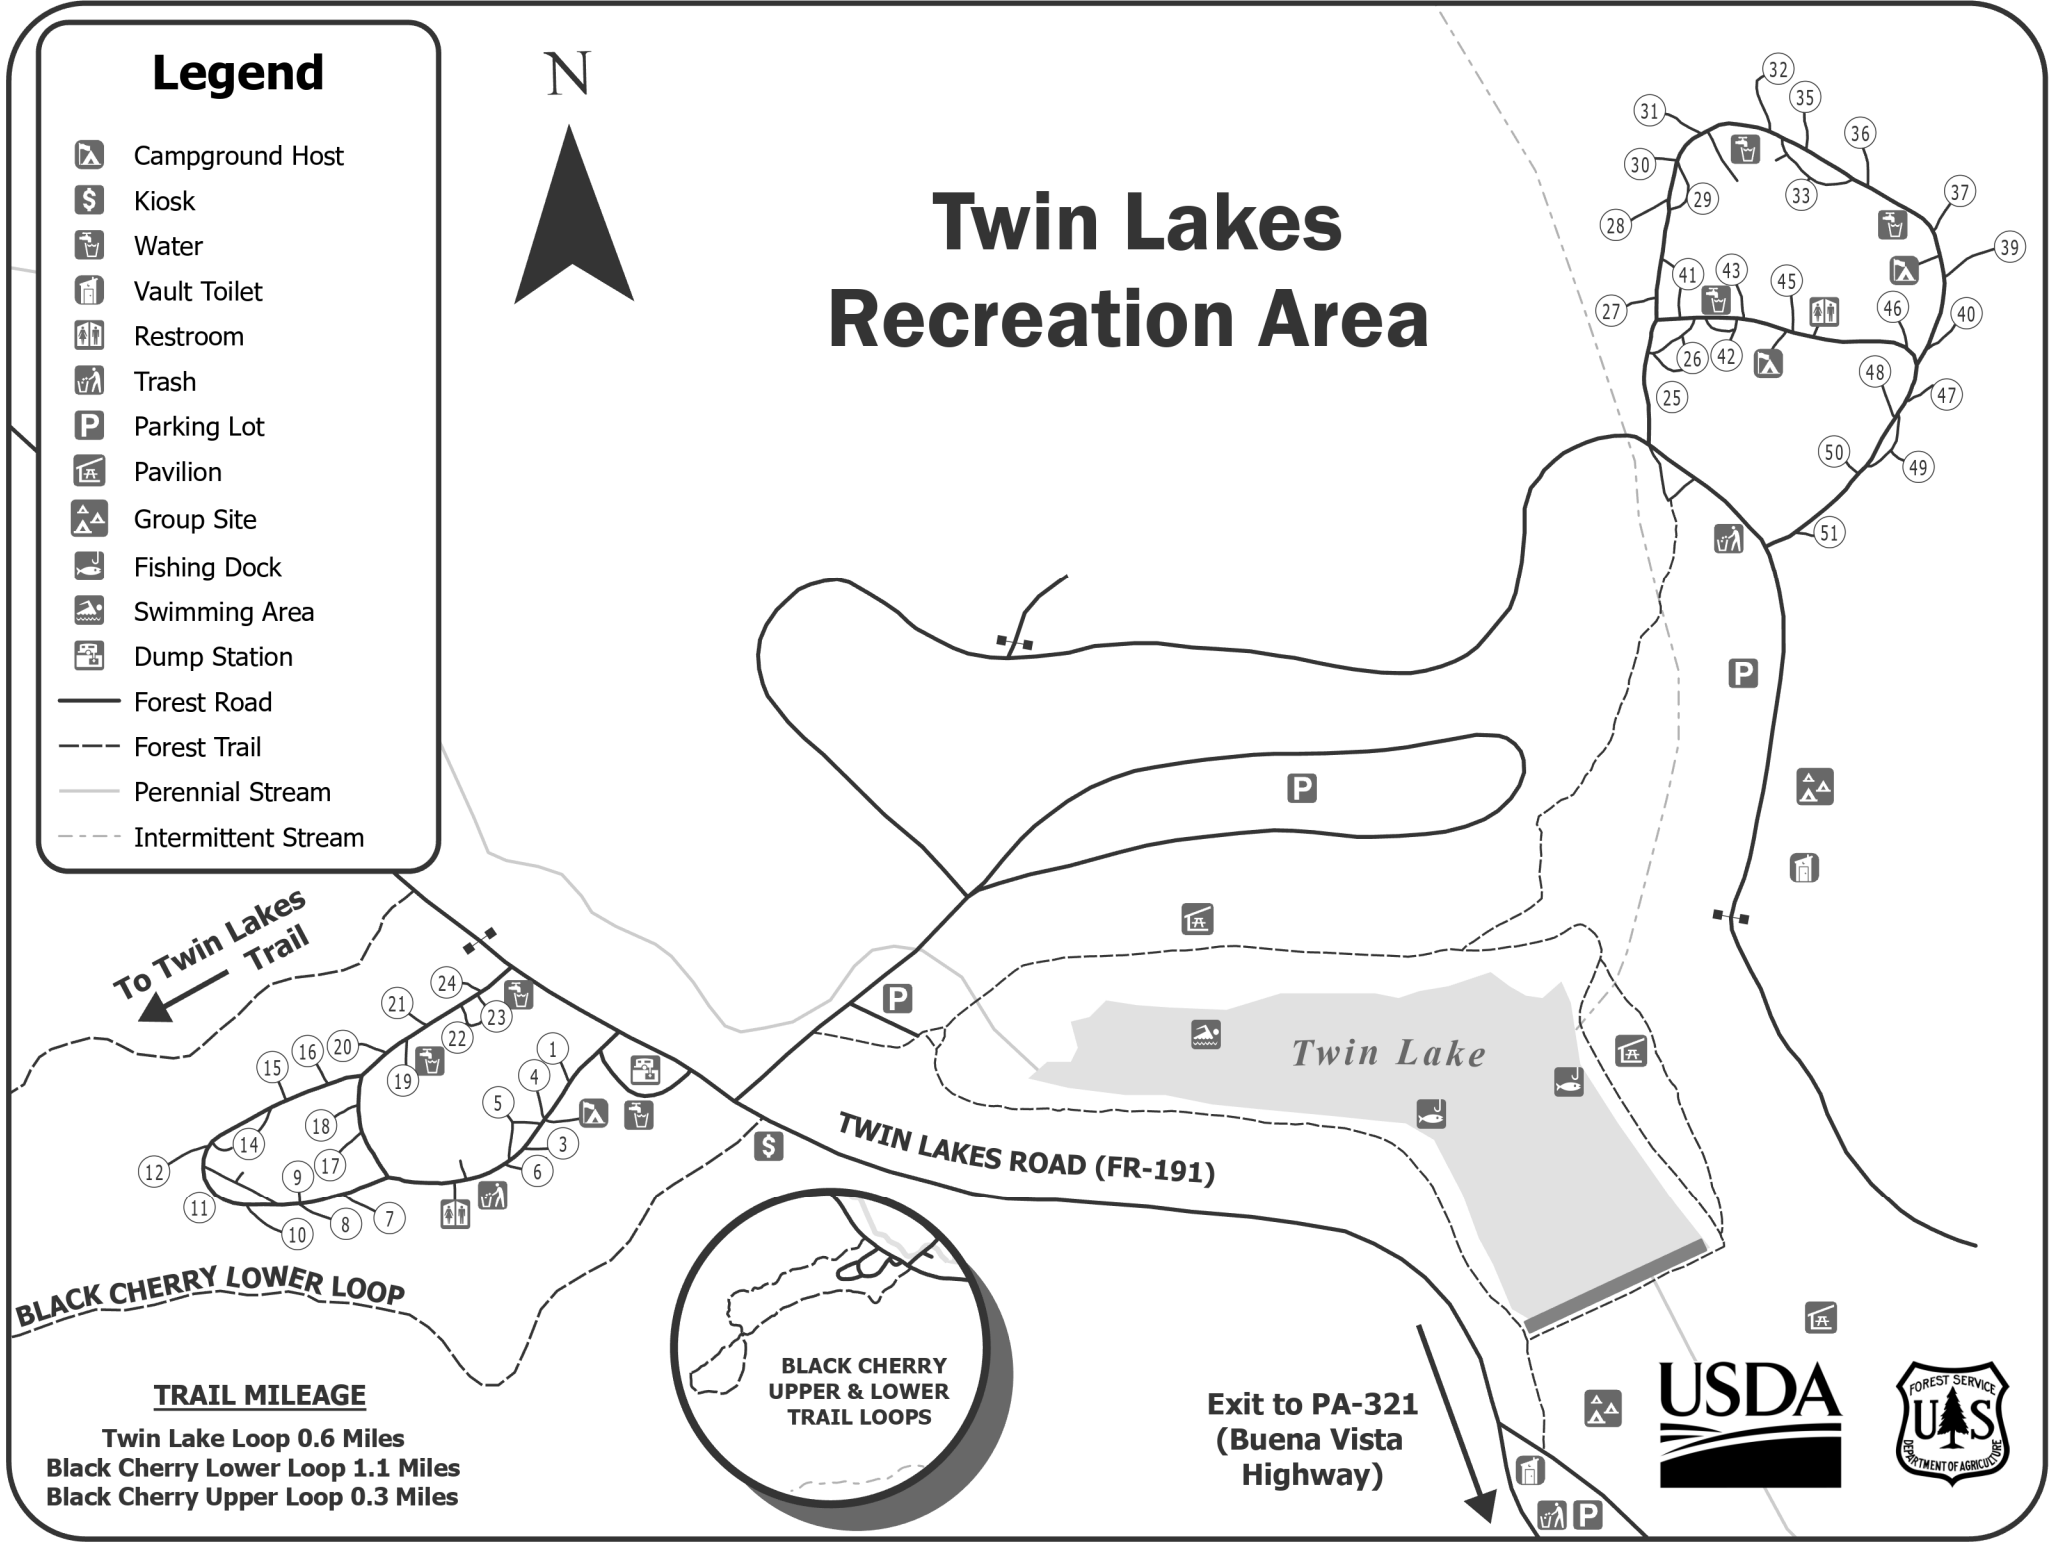 Legend
Campground Host
$ Kiosk
Water
Vault Toilet
Restroom
Trash
P Parking Lot
Pavilion
Group Site
Fishing Dock
Swimming Area
Dump Station
Forest Road
Forest Trail
Perennial Stream
Intermittent Stream
N
Twin Lakes
Recreation Area
32
35
31
36
30
33
37
29
28
39
41
43
45
27
46
40
26
42
48
25
47
50
49
51
P
P
To Twin Lakes
Trail
24
21
23
22
P
20
16
1
15
19
4
5
18
3
14
12
17
6
9
11
7
8
10
$
Twin Lake
TWIN LAKES ROAD (FR-191)
BLACK CHERRY LOWER LOOP
BLACK CHERRY
UPPER & LOWER
TRAIL LOOPS
TRAIL MILEAGE
Twin Lake Loop 0.6 Miles
Black Cherry Lower Loop 1.1 Miles
Black Cherry Upper Loop 0.3 Miles
Exit to PA-321
(Buena Vista
Highway)
P
USDA
FOREST SERVICE
US
DEPARTMENT OF AGRICULTURE